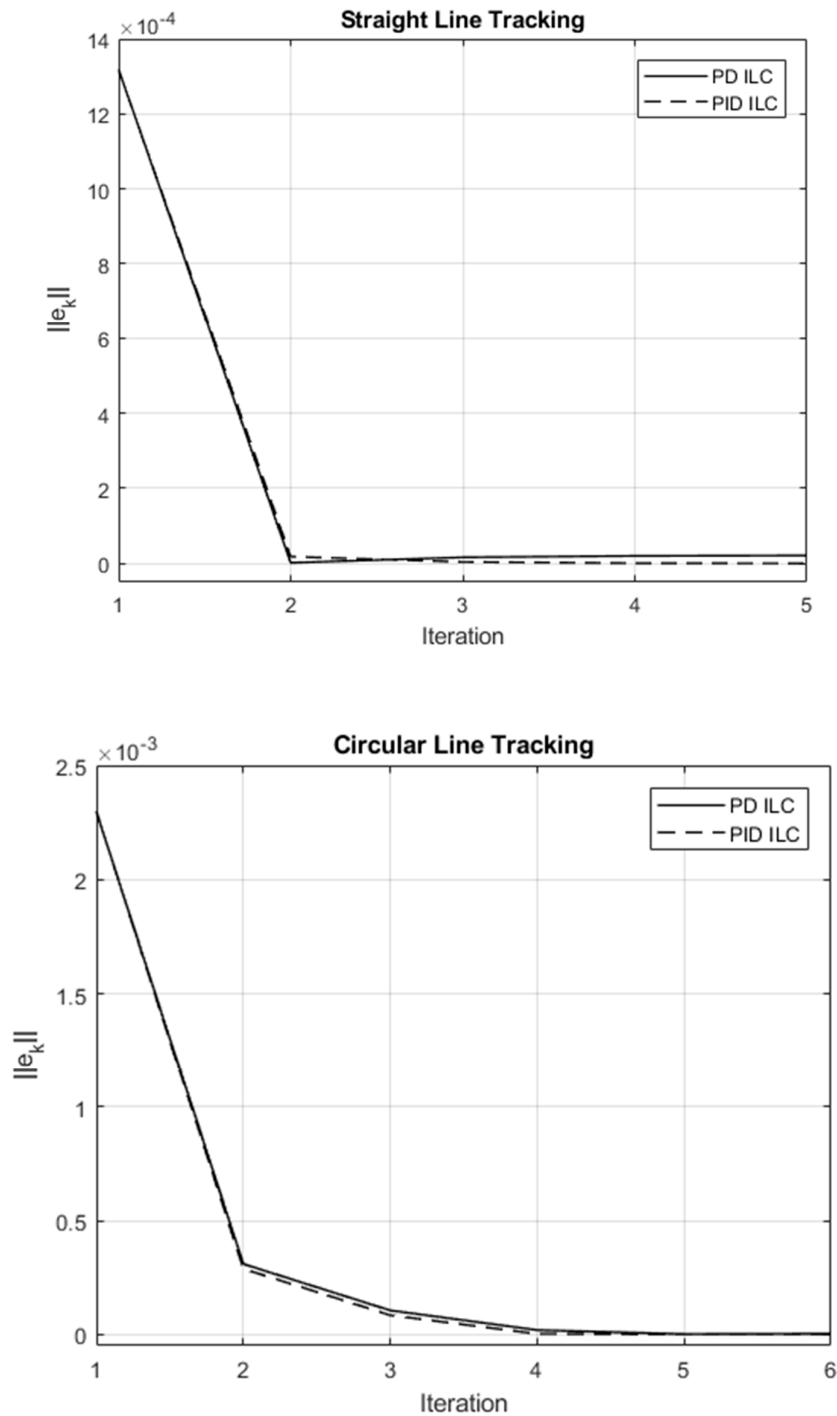 Straight Line Tracking
×10-4
14
12
10
8
6
4
2
0
||ek||
PD ILC
PID ILC
1 2 3 4 5
Iteration
Circular Line Tracking
×10-3
2.5
2
1.5
1
0.5
0
||ek||
PD ILC
PID ILC
1 2 3 4 5 6
Iteration